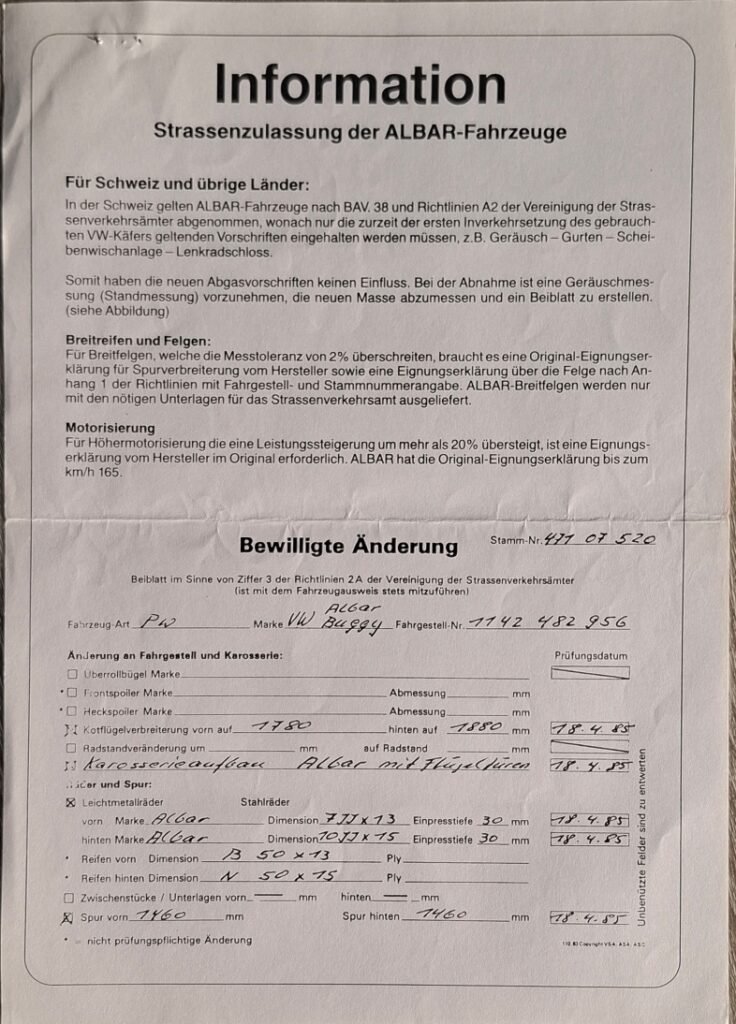 Information
Strassenzulassung der ALBAR-Fahrzeuge
Für Schweiz und übrige Länder:
In der Schweiz gelten ALBAR-Fahrzeuge nach BAV. 38 und Richtlinien A2 der Vereinigung der Stras-
senverkehrsämter abgenommen, wonach nur die zurzeit der ersten Inverkehrsetzung des gebrauch-
ten VW-Käfers geltenden Vorschriften eingehalten werden müssen, z.B. Geräusch – Gurten – Schei-
benwischanlage – Lenkradschloss.
Somit haben die neuen Abgasvorschriften keinen Einfluss. Bei der Abnahme ist eine Geräuschmes-
sung (Standmessung) vorzunehmen, die neuen Masse abzumessen und ein Beiblatt zu erstellen.
(siehe Abbildung)
Breitreifen und Felgen:
Für Breitfelgen, welche die Messtoleranz von 2% überschreiten, braucht es eine Original-Eignungser-
klärung für Spurverbreiterung vom Hersteller sowie eine Eignungserklärung über die Felge nach An-
hang 1 der Richtlinien mit Fahrgestell- und Stammnummerangabe. ALBAR-Breitfelgen werden nur
mit den nötigen Unterlagen für das Strassenverkehrsamt ausgeliefert.
Motorisierung
Für Höhermotorisierung die eine Leistungssteigerung um mehr als 20% übersteigt, ist eine Eignungs-
erklärung vom Hersteller im Original erforderlich. ALBAR hat die Original-Eignungserklärung bis zum
km/h 165.
Bewilligte Änderung Stamm-Nr. 471 07 520
Beiblatt im Sinne von Ziffer 3 der Richtlinien 2A der Vereinigung der Strassenverkehrsämter
(ist mit dem Fahrzeugausweis stets mitzuführen)
Albar
Fahrzeug-Art PW Marke VW Buggy Fahrgestell-Nr. 1142 482 956
Änderung an Fahrgestell und Karosserie: Prüfungsdatum
Überrollbügel Marke
* Frontspoiler Marke Abmessung mm
* Heckspoiler Marke Abmessung mm
Kotflügelverbreiterung vorn auf 1780 hinten auf 1880 mm 18.4.85
Radstandveränderung um mm auf Radstand mm
Karosserieaufbau Albar mit Flügeltüren 18.4.85
Räder und Spur:
Leichtmetallräder Stahlräder
vorn Marke Albar Dimension 7JJ x 13 Einpresstiefe 30 mm 18.4.85
hinten Marke Albar Dimension 10JJ x 15 Einpresstiefe 30 mm 18.4.85
* Reifen vorn Dimension B 50 x 13 Ply
* Reifen hinten Dimension N 50 x 15 Ply
Zwischenstücke / Unterlagen vorn — mm hinten — mm
Spur vorn 1460 mm Spur hinten 1460 mm 18.4.85
* = nicht prüfungspflichtige Änderung
Copyright VSA, ASA, ASC
Unbenützte Felder sind zu entwerten